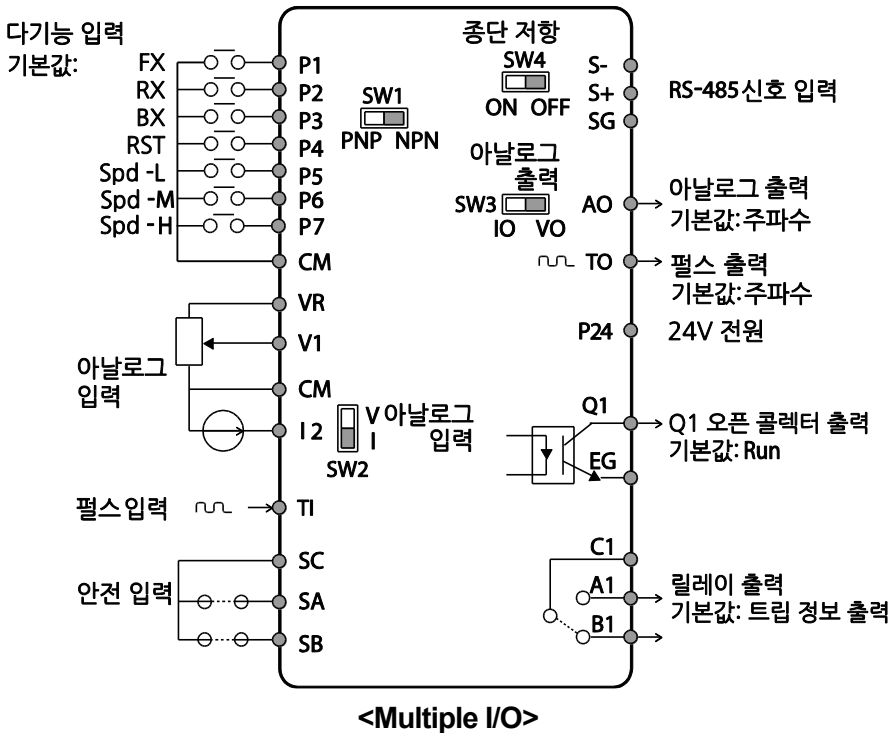 다기능 입력
기본값:
FX
RX
BX
RST
Spd -L
Spd -M
Spd -H
P1
P2
P3
P4
P5
P6
P7
CM
VR
V1
CM
I 2
아날로그
입력
펄스 입력
TI
안전 입력
SC
SA
SB
SW1
PNP NPN
종단 저항
SW4
ON OFF
아날로그
출력
SW3
IO VO
V
I
아날로그
입력
SW2
S-
S+
SG
RS-485 신호 입력
AO
아날로그 출력
기본값: 주파수
TO
펄스 출력
기본값: 주파수
P24
24V 전원
Q1
EG
Q1 오픈 콜렉터 출력
기본값: Run
C1
A1
B1
릴레이 출력
기본값: 트립 정보 출력
<Multiple I/O>